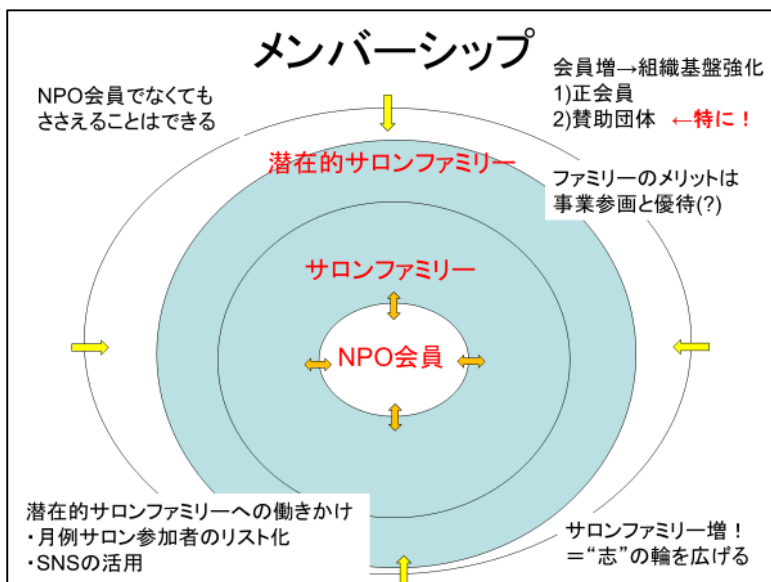 メンバーシップ
NPO会員でなくても
ささえることはできる
会員増→組織基盤強化
1)正会員
2)賛助団体 ←特に！
潜在的サロンファミリー
ファミリーのメリットは
事業参画と優待(?)
サロンファミリー
NPO会員
潜在的サロンファミリーへの働きかけ
・月例サロン参加者のリスト化
・SNSの活用
サロンファミリー増！
＝“志”の輪を広げる